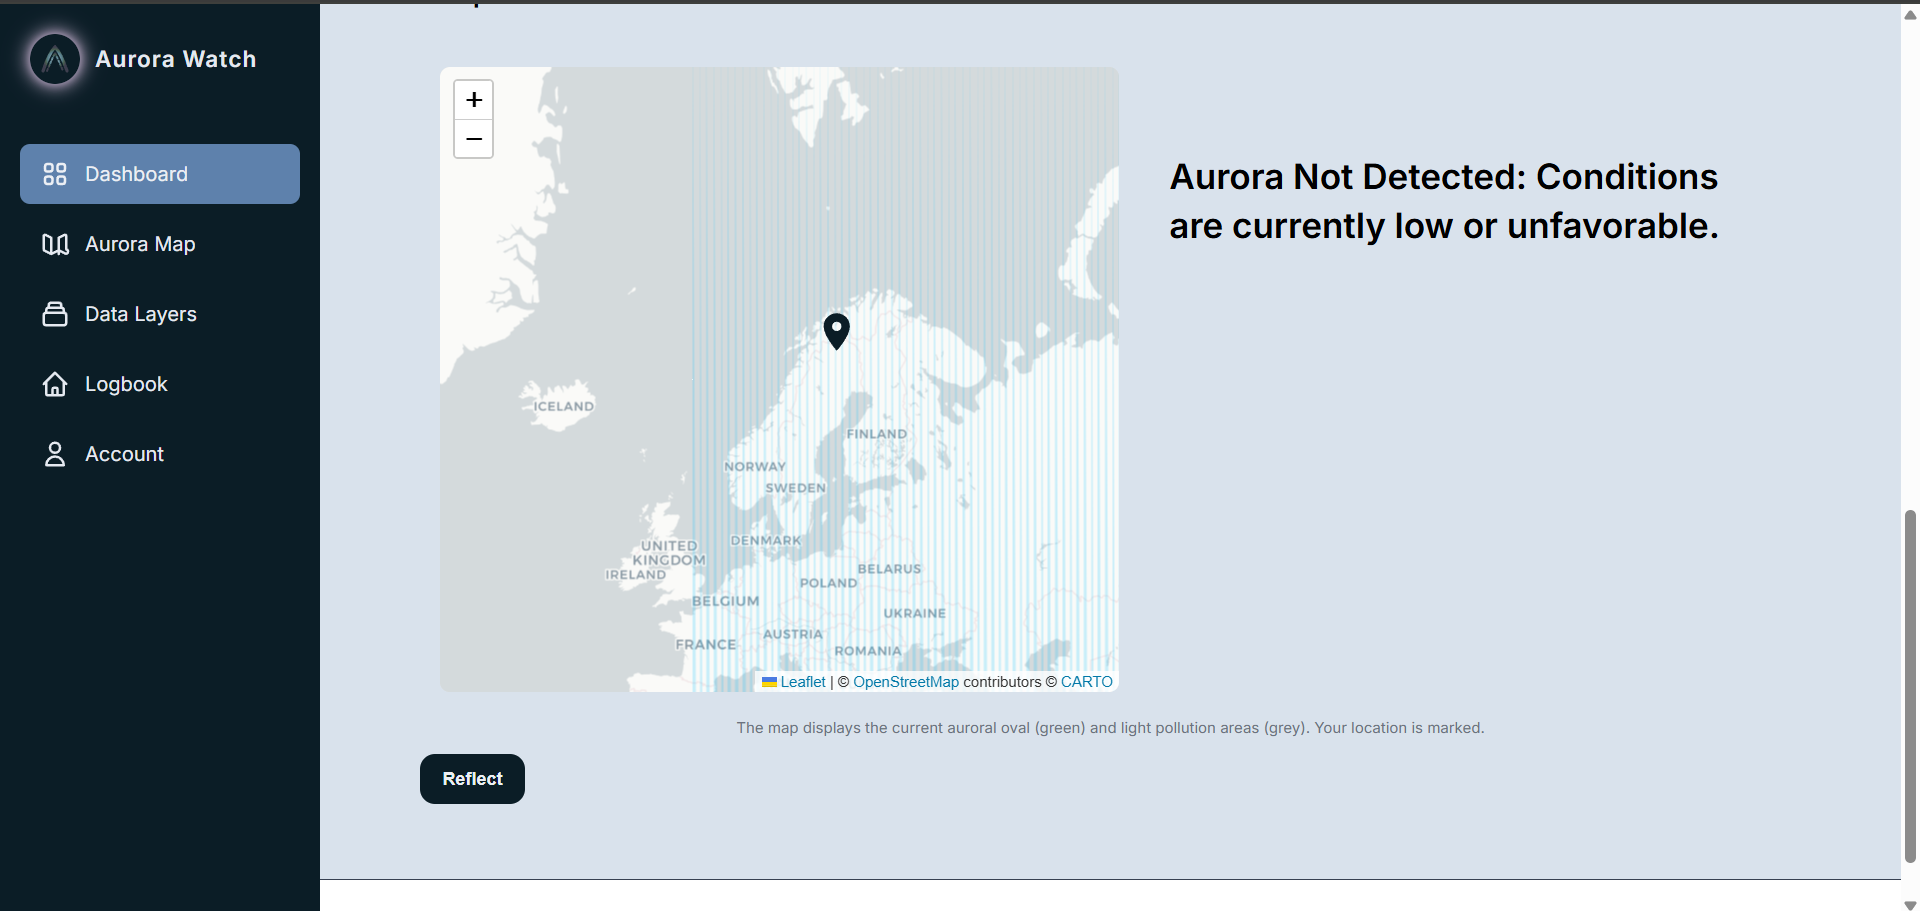 Aurora Watch
Dashboard
Aurora Map
Data Layers
Logbook
Account
+
−
ICELAND
FINLAND
NORWAY
SWEDEN
DENMARK
UNITED
KINGDOM
IRELAND
BELARUS
POLAND
BELGIUM
UKRAINE
AUSTRIA
FRANCE
ROMANIA
Leaflet | © OpenStreetMap contributors © CARTO
Aurora Not Detected: Conditions
are currently low or unfavorable.
The map displays the current auroral oval (green) and light pollution areas (grey). Your location is marked.
Reflect